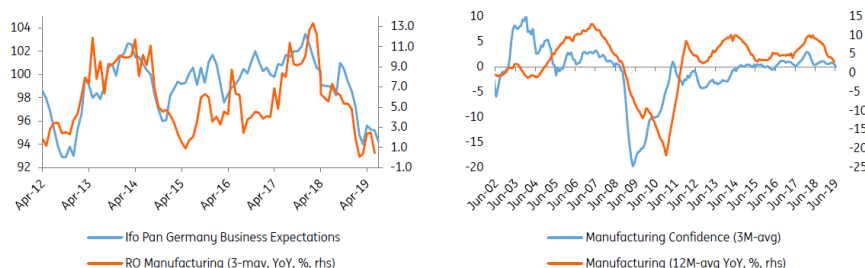 104
102
100
98
96
94
92
13.0
11.0
9.0
7.0
5.0
3.0
1.0
-1.0
Apr-12
Apr-13
Apr-14
Apr-15
Apr-16
Apr-17
Apr-18
Apr-19
Ifo Pan Germany Business Expectations
RO Manufacturing (3-mav, YoY, %, rhs)
10
5
0
-5
-10
-15
-20
15
10
5
0
-5
-10
-15
-20
-25
Jun-02
Jun-03
Jun-04
Jun-05
Jun-06
Jun-07
Jun-08
Jun-09
Jun-10
Jun-11
Jun-12
Jun-13
Jun-14
Jun-15
Jun-16
Jun-17
Jun-18
Jun-19
Manufacturing Confidence (3M-avg)
Manufacturing (12M-avg YoY, %, rhs)